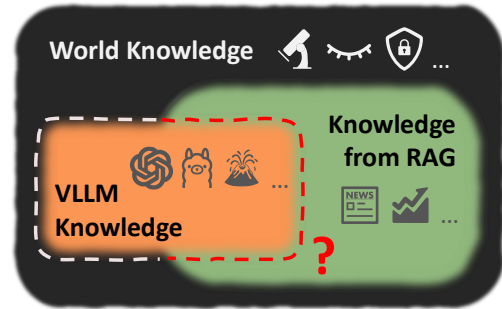 World Knowledge ...
Knowledge
from RAG
NEWS
...
VLLM
Knowledge
...
?